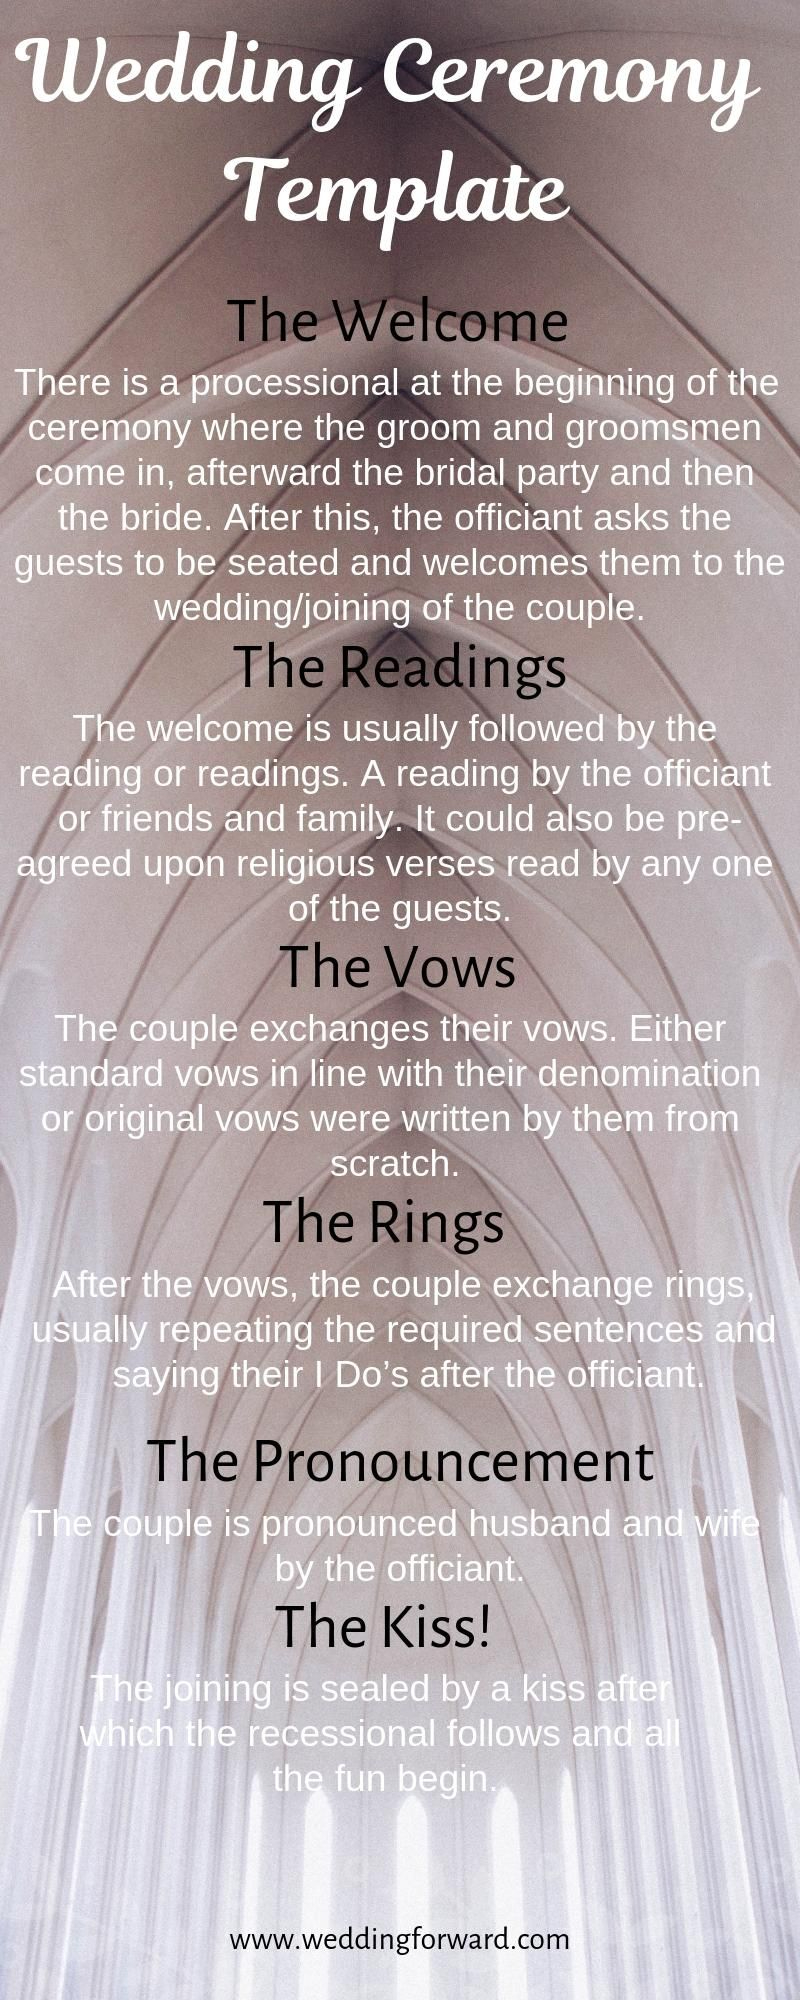 Wedding Ceremony
Template
The Welcome
There is a processional at the beginning of the
ceremony where the groom and groomsmen
come in, afterward the bridal party and then
the bride. After this, the officiant asks the
guests to be seated and welcomes them to the
wedding/joining of the couple.
The Readings
The welcome is usually followed by the
reading or readings. A reading by the officiant
or friends and family. It could also be pre-
agreed upon religious verses read by any one
of the guests.
The Vows
The couple exchanges their vows. Either
standard vows in line with their denomination
or original vows were written by them from
scratch.
The Rings
After the vows, the couple exchange rings,
usually repeating the required sentences and
saying their I Do’s after the officiant.
The Pronouncement
The couple is pronounced husband and wife
by the officiant.
The Kiss!
The joining is sealed by a kiss after
which the recessional follows and all
the fun begin.
www.weddingforward.com